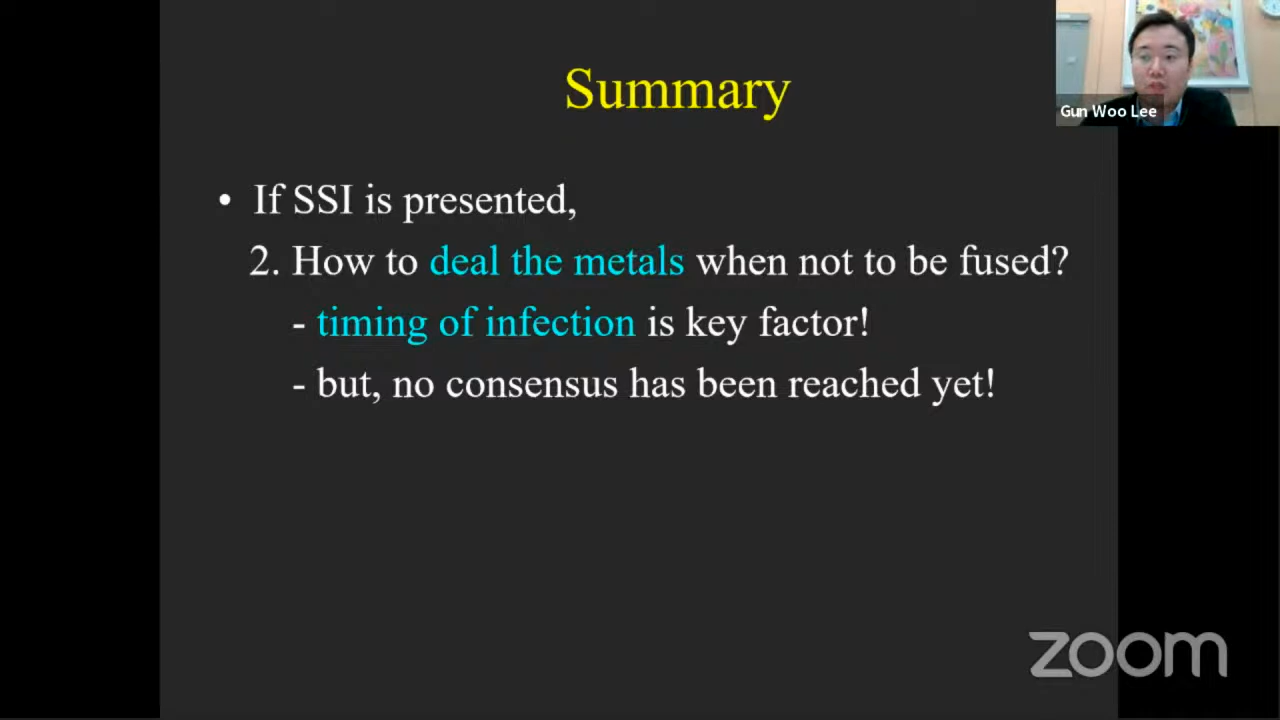 Summary
Gun Woo Lee
• If SSI is presented,
2. How to deal the metals when not to be fused?
- timing of infection is key factor!
- but, no consensus has been reached yet!
zoom